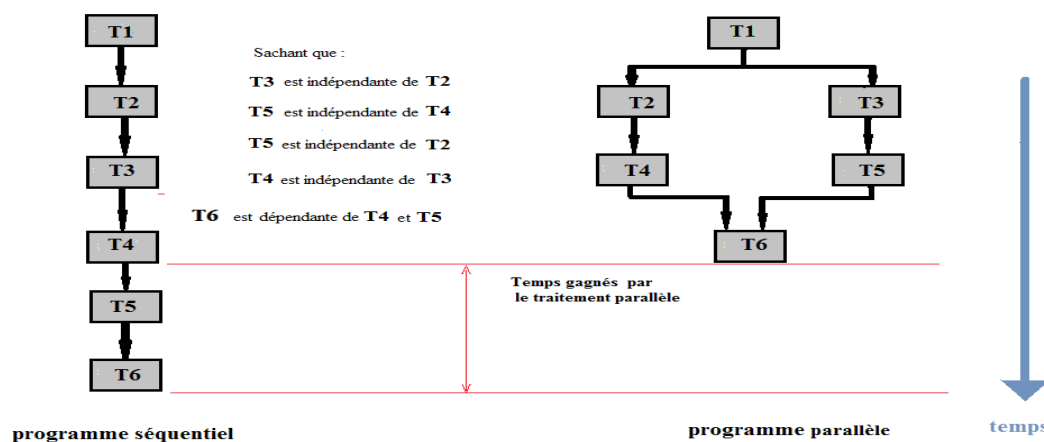 T1
T2
T3
T4
T5
T6
Sachant que :
T3 est indépendante de T2
T5 est indépendante de T4
T5 est indépendante de T2
T4 est indépendante de T3
T6 est dépendante de T4 et T5
T1
T2 T3
T4 T5
T6
Temps gagnés par
le traitement parallèle
programme séquentiel
programme parallèle
temps